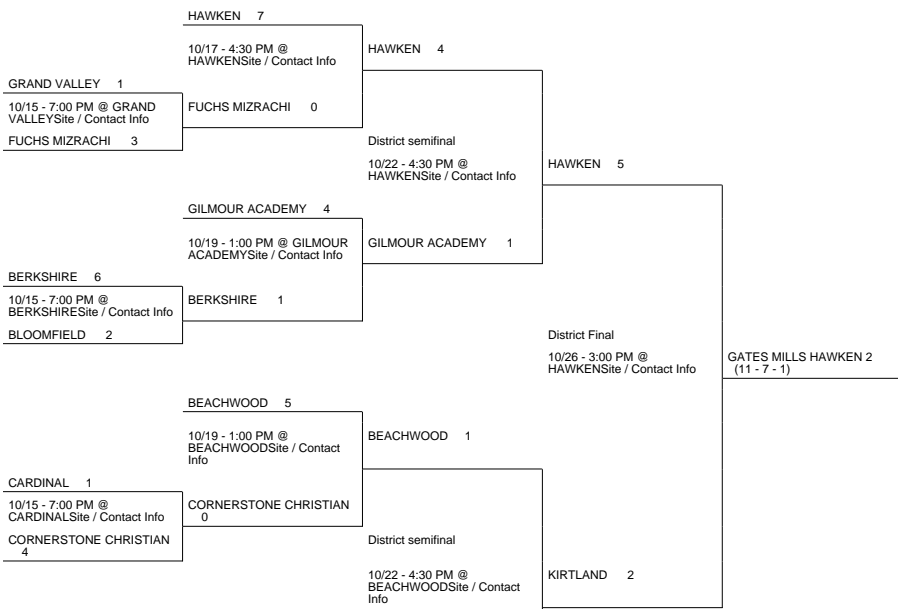 HAWKEN 7
10/17 - 4:30 PM @
HAWKENSite / Contact Info
HAWKEN 4
GRAND VALLEY 1
10/15 - 7:00 PM @ GRAND
VALLEYSite / Contact Info
FUCHS MIZRACHI 0
FUCHS MIZRACHI 3
District semifinal
10/22 - 4:30 PM @
HAWKENSite / Contact Info
HAWKEN 5
GILMOUR ACADEMY 4
10/19 - 1:00 PM @ GILMOUR
ACADEMYSite / Contact Info
GILMOUR ACADEMY 1
BERKSHIRE 6
10/15 - 7:00 PM @
BERKSHIRESite / Contact Info
BERKSHIRE 1
BLOOMFIELD 2
District Final
10/26 - 3:00 PM @
HAWKENSite / Contact Info
GATES MILLS HAWKEN 2
(11 - 7 - 1)
BEACHWOOD 5
10/19 - 1:00 PM @
BEACHWOODSite / Contact
Info
BEACHWOOD 1
CARDINAL 1
10/15 - 7:00 PM @
CARDINALSite / Contact Info
CORNERSTONE CHRISTIAN
0
CORNERSTONE CHRISTIAN
4
District semifinal
10/22 - 4:30 PM @
BEACHWOODSite / Contact
Info
KIRTLAND 2